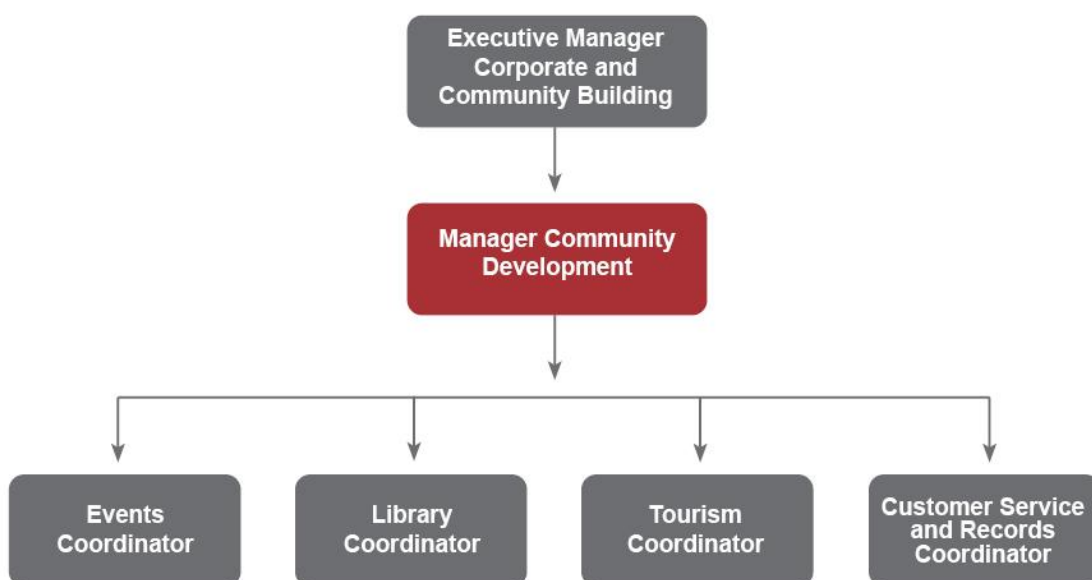 Executive Manager
Corporate and
Community Building
Manager Community
Development
Events
Coordinator
Library
Coordinator
Tourism
Coordinator
Customer Service
and Records
Coordinator